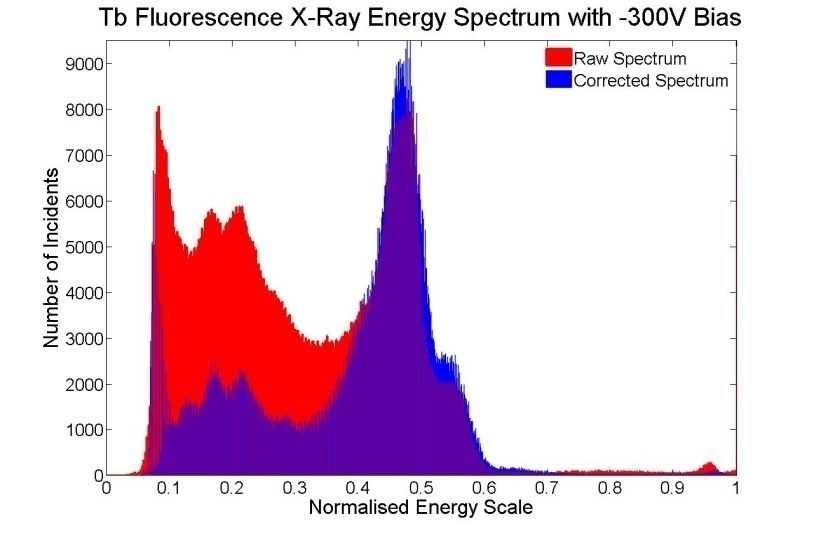 Tb Fluorescence X-Ray Energy Spectrum with -300V Bias
Raw Spectrum
Corrected Spectrum
Number of Incidents
9000
8000
7000
6000
5000
4000
3000
2000
1000
0
0 0.1 0.2 0.3 0.4 0.5 0.6 0.7 0.8 0.9 1
Normalised Energy Scale